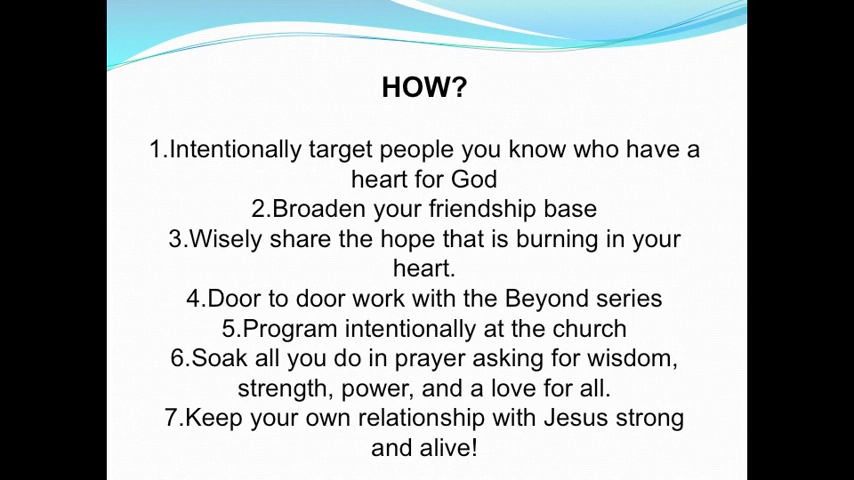 HOW?
1.Intentionally target people you know who have a
heart for God
2.Broaden your friendship base
3.Wisely share the hope that is burning in your
heart.
4.Door to door work with the Beyond series
5.Program intentionally at the church
6.Soak all you do in prayer asking for wisdom,
strength, power, and a love for all.
7.Keep your own relationship with Jesus strong
and alive!